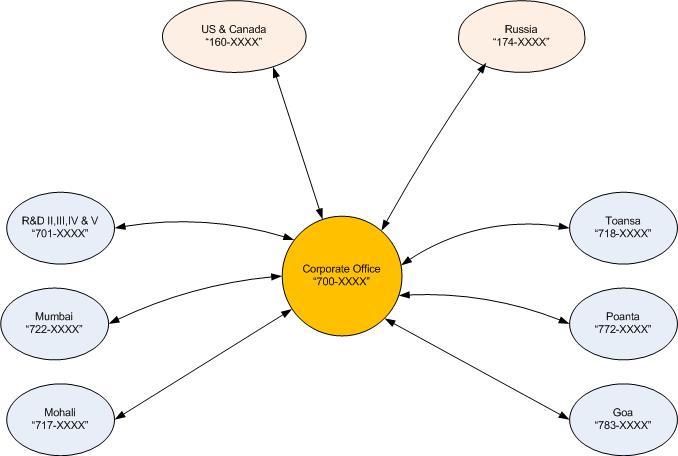 US & Canada
“160-XXXX”
Russia
“174-XXXX”
R&D II,III,IV & V
“701-XXXX”
Toansa
“718-XXXX”
Corporate Office
“700-XXXX”
Mumbai
“722-XXXX”
Poanta
“772-XXXX”
Mohali
“717-XXXX”
Goa
“783-XXXX”